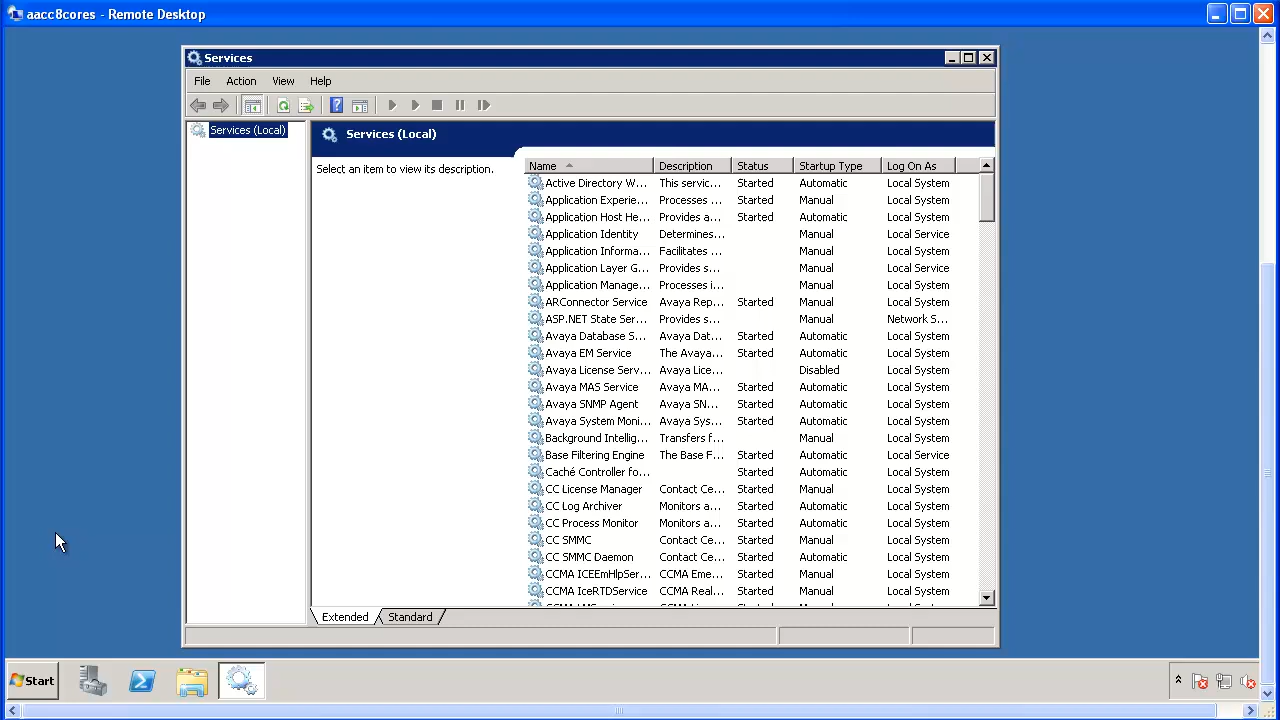 aacc8cores - Remote Desktop
Services
File Action View Help
Services (Local)
Services (Local)
Select an item to view its description.
Name Description Status Startup Type Log On As
Active Directory W... This servic... Started Automatic Local System
Application Experie... Processes ... Started Manual Local System
Application Host He... Provides a... Started Automatic Local System
Application Identity Determines... Manual Local Service
Application Informa... Facilitates ... Manual Local System
Application Layer G... Provides s... Manual Local Service
Application Manage... Processes i... Manual Local System
ARConnector Service Avaya Rep... Started Manual Local System
ASP.NET State Ser... Provides s... Manual Network S...
Avaya Database S... Avaya Dat... Started Automatic Local System
Avaya EM Service The Avaya... Started Automatic Local System
Avaya License Serv... Avaya Lice... Disabled Local System
Avaya MAS Service Avaya MA... Started Automatic Local System
Avaya SNMP Agent Avaya SN... Started Automatic Local System
Avaya System Moni... Avaya Sys... Started Automatic Local System
Background Intellig... Transfers f... Manual Local System
Base Filtering Engine The Base F... Started Automatic Local Service
Caché Controller fo... Started Automatic Local System
CC License Manager Contact Ce... Started Manual Local System
CC Log Archiver Monitors a... Started Automatic Local System
CC Process Monitor Monitors a... Started Automatic Local System
CC SMMC Contact Ce... Started Manual Local System
CC SMMC Daemon Contact Ce... Started Automatic Local System
CCMA ICEEmHlpSer... CCMA Eme... Started Manual Local System
CCMA IceRTDService CCMA Real... Started Manual Local System
Extended Standard
Start